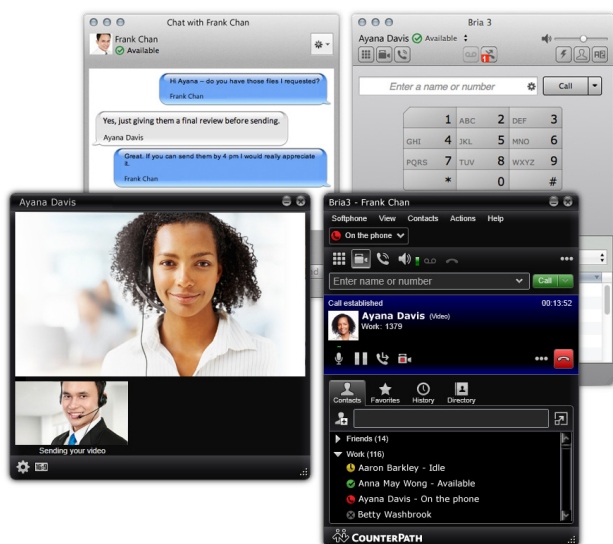 Chat with Frank Chan
Frank Chan
Available
Hi Ayana – do you have those files I requested?
Frank Chan
Yes, just giving them a final review before sending.
Ayana Davis
Great. If you can send them by 4 pm I would really appreciate
it.
Frank Chan
Bria 3
Ayana Davis Available
Enter a name or number
Call
1 ABC 2 DEF 3
GHI 4 JKL 5 MNO 6
PQRS 7 TUV 8 WXYZ 9
* 0 #
Ayana Davis
Sending your video
Bria3 - Frank Chan
Softphone View Contacts Actions Help
On the phone
Enter name or number
Call
Call established 00:13:52
Ayana Davis (Video)
Work: 1379
Contacts Favorites History Directory
Friends (14)
Work (116)
Aaron Barkley - Idle
Anna May Wong - Available
Ayana Davis - On the phone
Betty Washbrook
COUNTERPATH